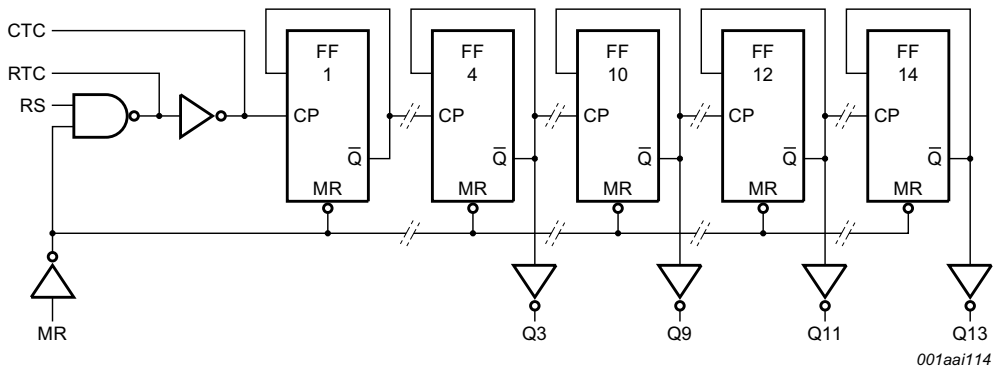 CTC
RTC
RS
MR
FF
1
CP
Q
MR
FF
4
CP
Q
MR
FF
10
CP
Q
MR
FF
12
CP
Q
MR
FF
14
CP
Q
MR
Q3
Q9
Q11
Q13
001aai114